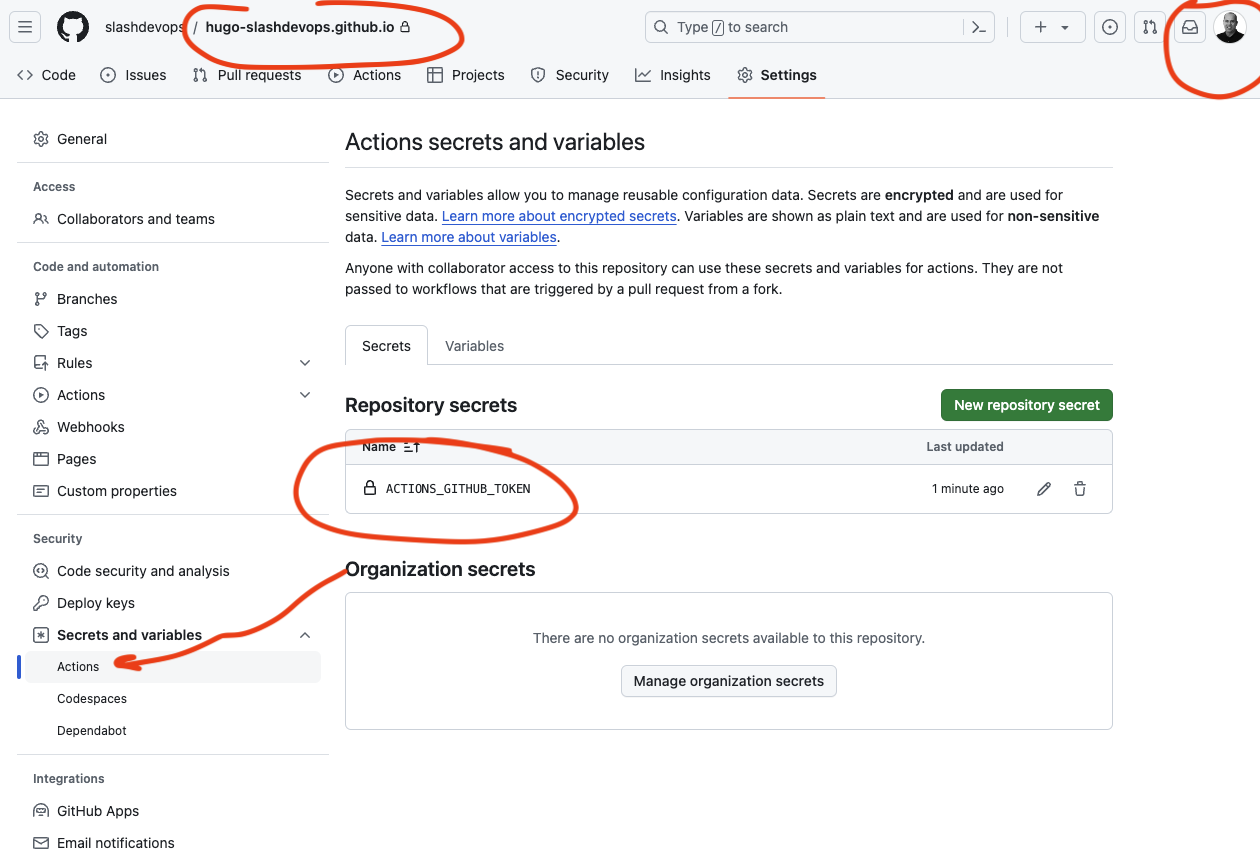 slashdevops / hugo-slashdevops.github.io
Type / to search
Code
Issues
Pull requests
Actions
Projects
Security
Insights
Settings
General
Access
Collaborators and teams
Code and automation
Branches
Tags
Rules
Actions
Webhooks
Pages
Custom properties
Security
Code security and analysis
Deploy keys
Secrets and variables
Actions
Codespaces
Dependabot
Integrations
GitHub Apps
Email notifications
Actions secrets and variables
Secrets and variables allow you to manage reusable configuration data. Secrets are encrypted and are used for
sensitive data. Learn more about encrypted secrets. Variables are shown as plain text and are used for non-sensitive
data. Learn more about variables.
Anyone with collaborator access to this repository can use these secrets and variables for actions. They are not
passed to workflows that are triggered by a pull request from a fork.
Secrets
Variables
Repository secrets
New repository secret
Name
Last updated
ACTIONS_GITHUB_TOKEN
1 minute ago
Organization secrets
There are no organization secrets available to this repository.
Manage organization secrets